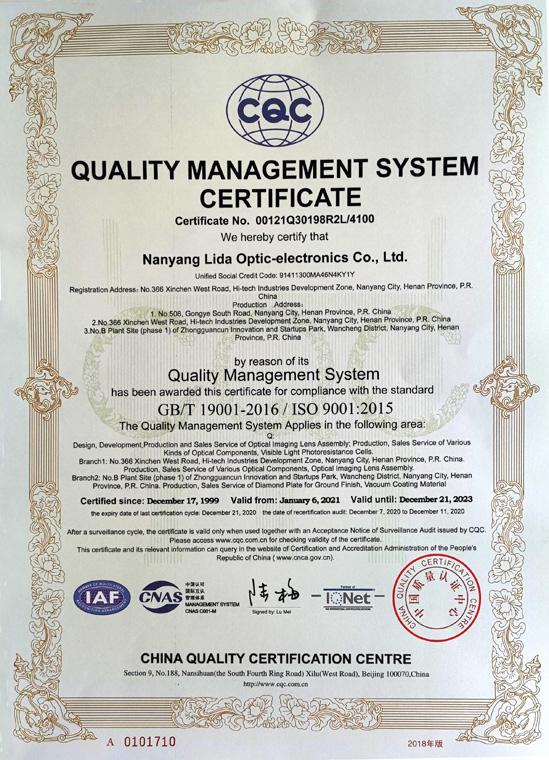 CQC
QUALITY MANAGEMENT SYSTEM
CERTIFICATE
Certificate No. 00121Q30198R2L/4100
We hereby certify that
Nanyang Lida Optic-electronics Co., Ltd.
Unified Social Credit Code: 91411300MA46N4KY1Y
Registration Address: No.366 Xinchen West Road, Hi-tech Industries Development Zone, Nanyang City, Henan Province, P.R.
China
Production Address:
1. No.508, Gongye South Road, Nanyang City, Henan Province, P.R. China
2.No.366 Xinchen West Road, Hi-tech Industries Development Zone, Nanyang City, Henan Province, P.R. China
3.No.B Plant Site (phase 1) of Zhongguancun Innovation and Startups Park, Wancheng District, Nanyang City, Henan
Province, P.R. China
by reason of its
Quality Management System
has been awarded this certificate for compliance with the standard
GB/T 19001-2016 / ISO 9001:2015
The Quality Management System Applies in the following area:
Q:
Design, Development,Production and Sales Service of Optical Imaging Lens Assembly; Production, Sales Service of Various
Kinds of Optical Components, Visible Light Photoresistance Cells.
Branch1: No.366 Xinchen West Road, Hi-tech Industries Development Zone, Nanyang City, Henan Province, P.R. China.
Production, Sales Service of Various Optical Components, Optical Imaging Lens Assembly.
Branch2: No.B Plant Site (phase 1) of Zhongguancun Innovation and Startups Park, Wancheng District, Nanyang City, Henan
Province, P.R. China. Production, Sales Service of Diamond Plate for Ground Finish, Vacuum Coating Material
Certified since: December 17, 1999 Valid from: January 6, 2021 Valid until: December 21, 2023
the expiry date of last certification cycle: December 21, 2020 the date of recertification audit: December 7, 2020 to December 11, 2020
After a surveillance cycle, the certificate is valid only when used together with an Acceptance Notice of Surveillance Audit issued by CQC.
Please access www.cqc.com.cn for checking validity of the certificate.
This certificate and its relevant information can query in the website of Certification and Accreditation Administration of the People's
Republic of China ( www.cnca.gov.cn).
IAF
CNAS
中国认可
国际互认
管理体系
MANAGEMENT SYSTEM
CNAS C001-M
Signed by: Lu Mei
Partner of
IQNet
CHINA QUALITY CERTIFICATION CENTRE
中国质量认证中心
CHINA QUALITY CERTIFICATION CENTRE
Section 9, No.188, Nansihuan(the South Fourth Ring Road) Xilu(West Road), Beijing 100070,China
http://www.cqc.com.cn
A 0101710
2018年版